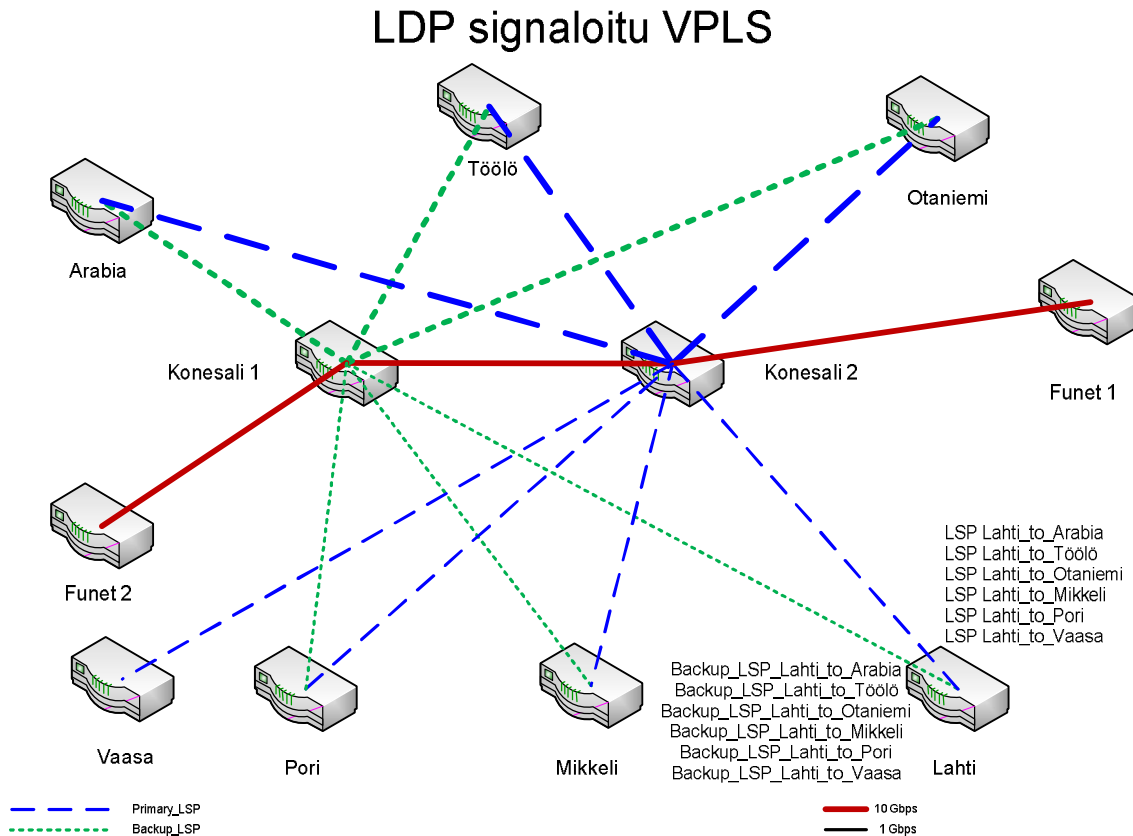 LDP signaloitu VPLS
Töölö
Otaniemi
Arabia
Konesali 1
Konesali 2
Funet 1
Funet 2
LSP Lahti_to_Arabia
LSP Lahti_to_Töölö
LSP Lahti_to_Otaniemi
LSP Lahti_to_Mikkeli
LSP Lahti_to_Pori
LSP Lahti_to_Vaasa
Backup_LSP_Lahti_to_Arabia
Backup_LSP_Lahti_to_Töölö
Backup_LSP_Lahti_to_Otaniemi
Backup_LSP_Lahti_to_Mikkeli
Backup_LSP_Lahti_to_Pori
Backup_LSP_Lahti_to_Vaasa
Vaasa
Pori
Mikkeli
Lahti
Primary_LSP
Backup_LSP
10 Gbps
1 Gbps